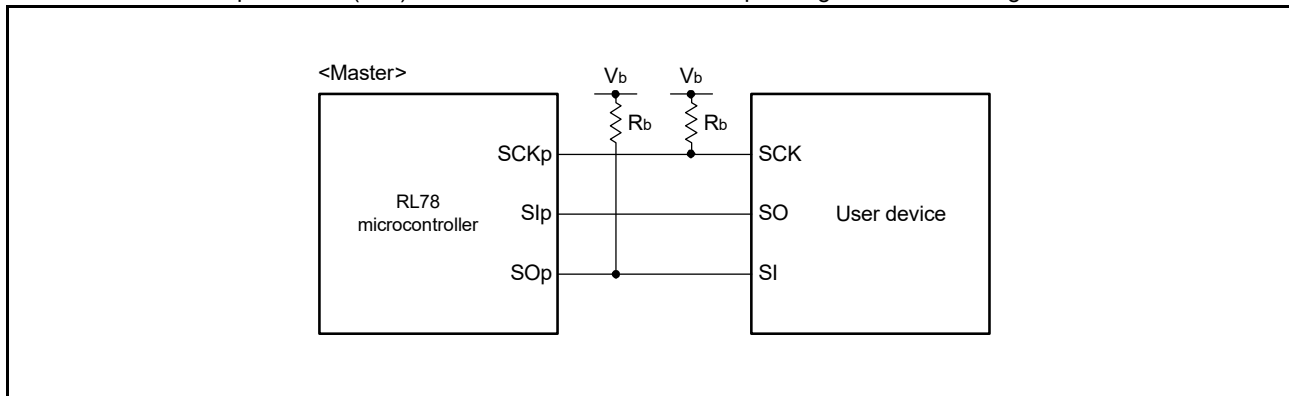 <Master>
Vb
Vb
Rb
Rb
SCKp
SCK
RL78
microcontroller
SIp
SO
User device
SOp
SI